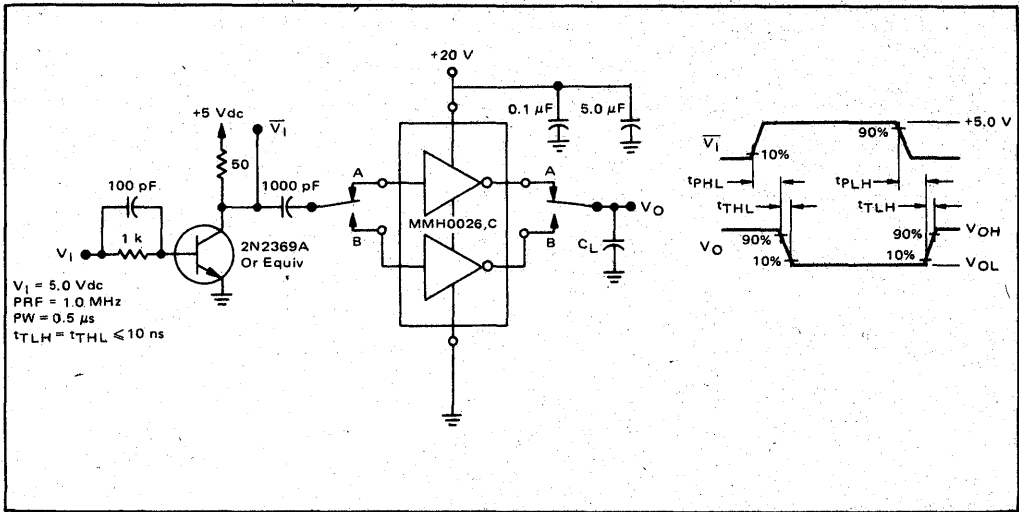 +20 V
+5 Vdc
V̅I̅
50
0.1 µF
5.0 µF
100 pF
1000 pF
1 k
VI
2N2369A
Or Equiv
VI = 5.0 Vdc
PRF = 1.0 MHz
PW = 0.5 µs
tTLH = tTHL ≤ 10 ns
A
B
MMH0026,C
A
B
VO
CL
V̅I̅
10%
90%
+5.0 V
tPHL
tPLH
tTHL
tTLH
VO
90%
10%
90%
10%
VOH
VOL